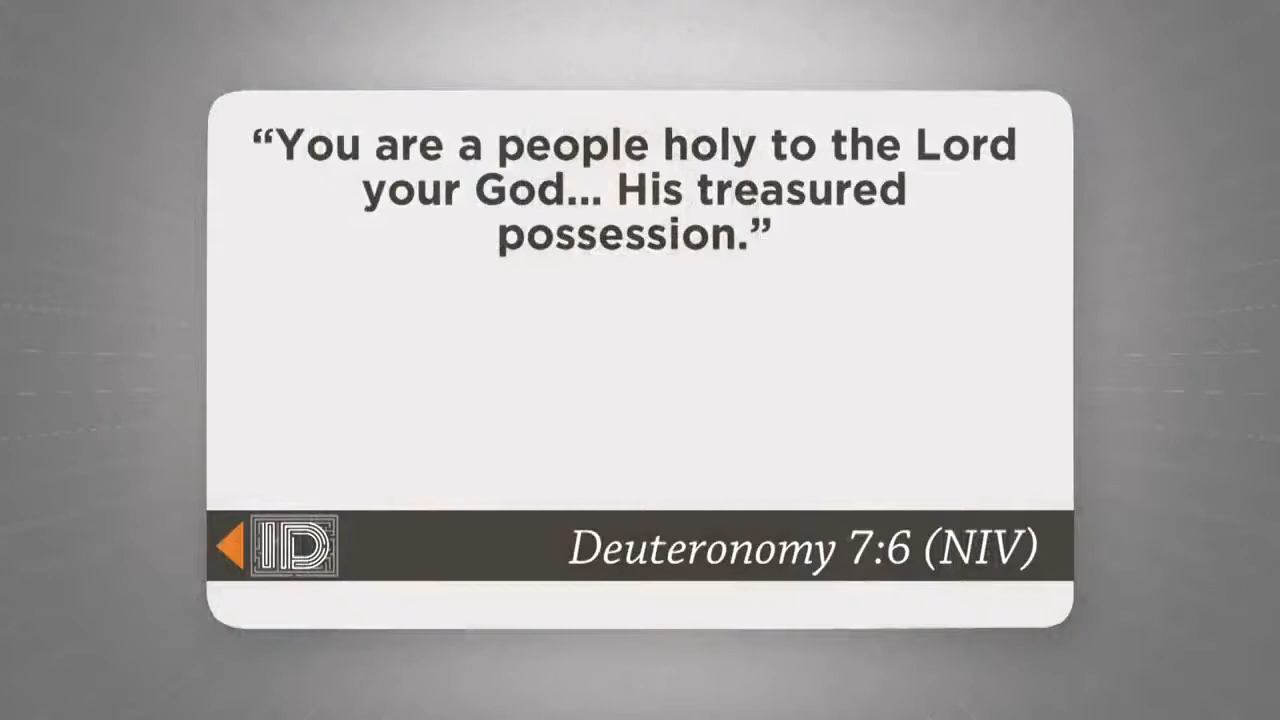 “You are a people holy to the Lord
your God... His treasured
possession.”
ID
Deuteronomy 7:6 (NIV)